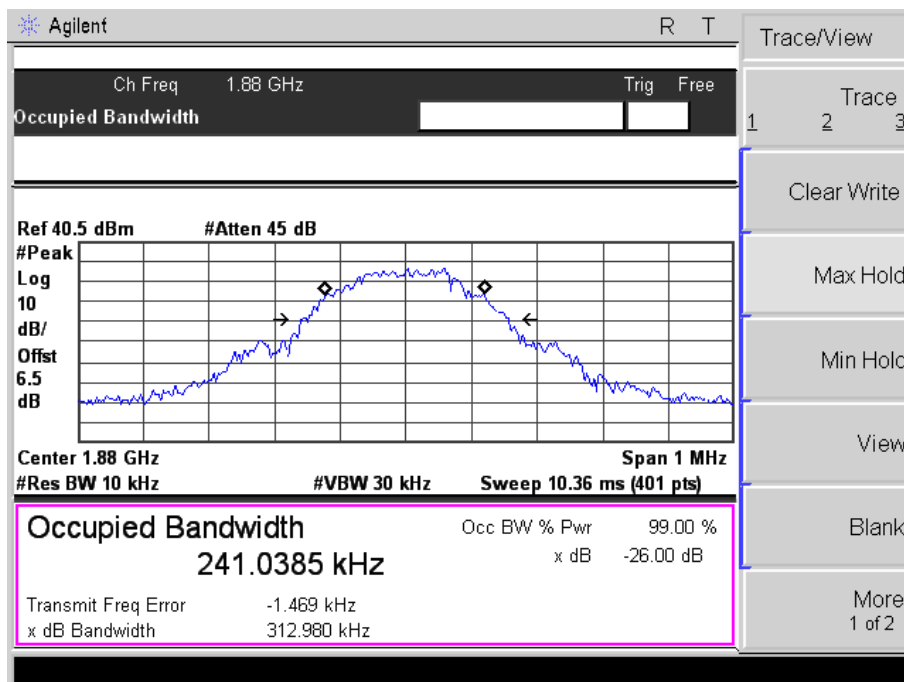 Agilent R T
Ch Freq 1.88 GHz Trig Free
Occupied Bandwidth
Ref 40.5 dBm #Atten 45 dB
#Peak
Log
10
dB/
Offst
6.5
dB
Center 1.88 GHz Span 1 MHz
#Res BW 10 kHz #VBW 30 kHz Sweep 10.36 ms (401 pts)
Occupied Bandwidth
241.0385 kHz
Occ BW % Pwr 99.00 %
x dB -26.00 dB
Transmit Freq Error -1.469 kHz
x dB Bandwidth 312.980 kHz
Trace/View
Trace
1 2 3
Clear Write
Max Hold
Min Hold
View
Blank
More
1 of 2